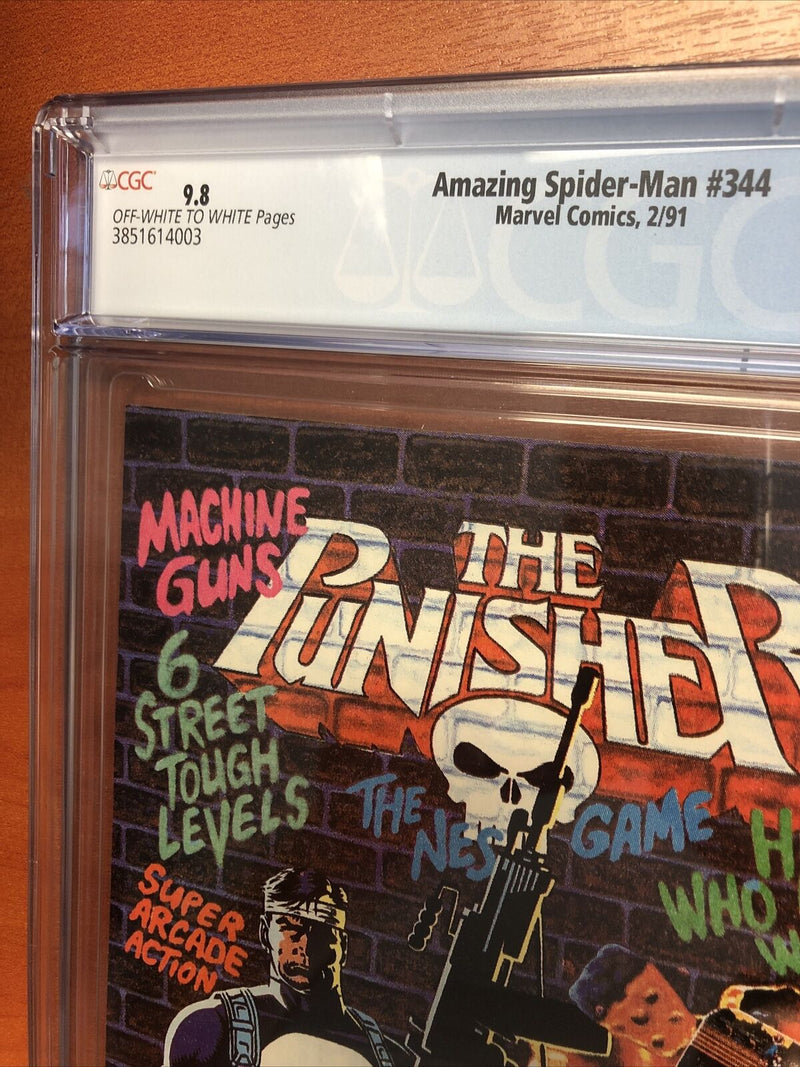 CGC
9.8
OFF-WHITE TO WHITE Pages
3851614003
Amazing Spider-Man #344
Marvel Comics, 2/91
CGC
MACHINE
GUNS
THE
PUNISHER
6
STREET
TOUGH
LEVELS
THE
NES
GAME
WHO
SUPER
ARCADE
ACTION